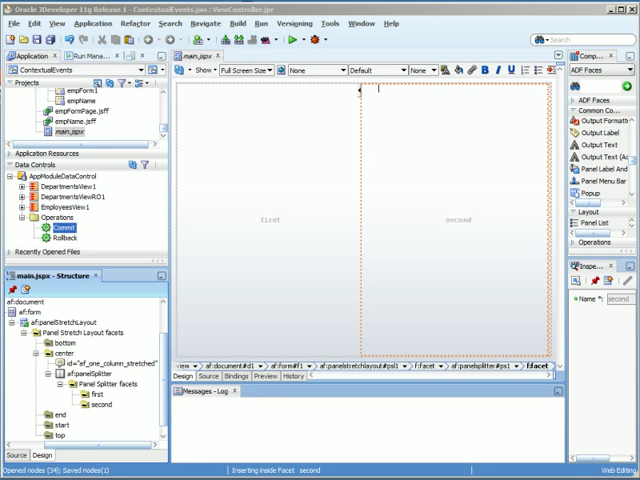 Oracle JDeveloper 11g Release 1 - ContextualEvents.jws : ViewController.jpr
File Edit View Application Refactor Search Navigate Build Run Versioning Tools Window Help
Search
Application
Run Mana...
main.jspx
Comp...
ContextualEvents
Show
Full Screen Size
None
Default
None
B I U
ADF Faces
Projects
empForm1
empName
empFormPage.jsff
empName.jsff
main.jspx
Application Resources
Data Controls
AppModuleDataControl
DepartmentsView1
DepartmentsViewRO1
EmployeesView1
Operations
Commit
Rollback
Recently Opened Files
first
second
ADF Faces
Common Co...
Output Formatt
Output Label
Output Text
Output Text (A
Panel Label And
Panel Menu Bar
Popup
Layout
Panel List
Operations
main.jspx - Structure
af:document
af:form
af:panelStretchLayout
Panel Stretch Layout facets
bottom
center
id="af_one_column_stretched"
af:panelSplitter
Panel Splitter facets
first
second
end
start
top
Source Design
view
af:document#d1
af:form#f1
af:panelstretchlayout#psl1
f:facet
af:panelsplitter#ps1
f:facet
Design Source Bindings Preview History
Messages - Log
Inspe...
Name *:
second
Opened nodes (34); Saved nodes(1)
Inserting inside Facet second
Web Editing